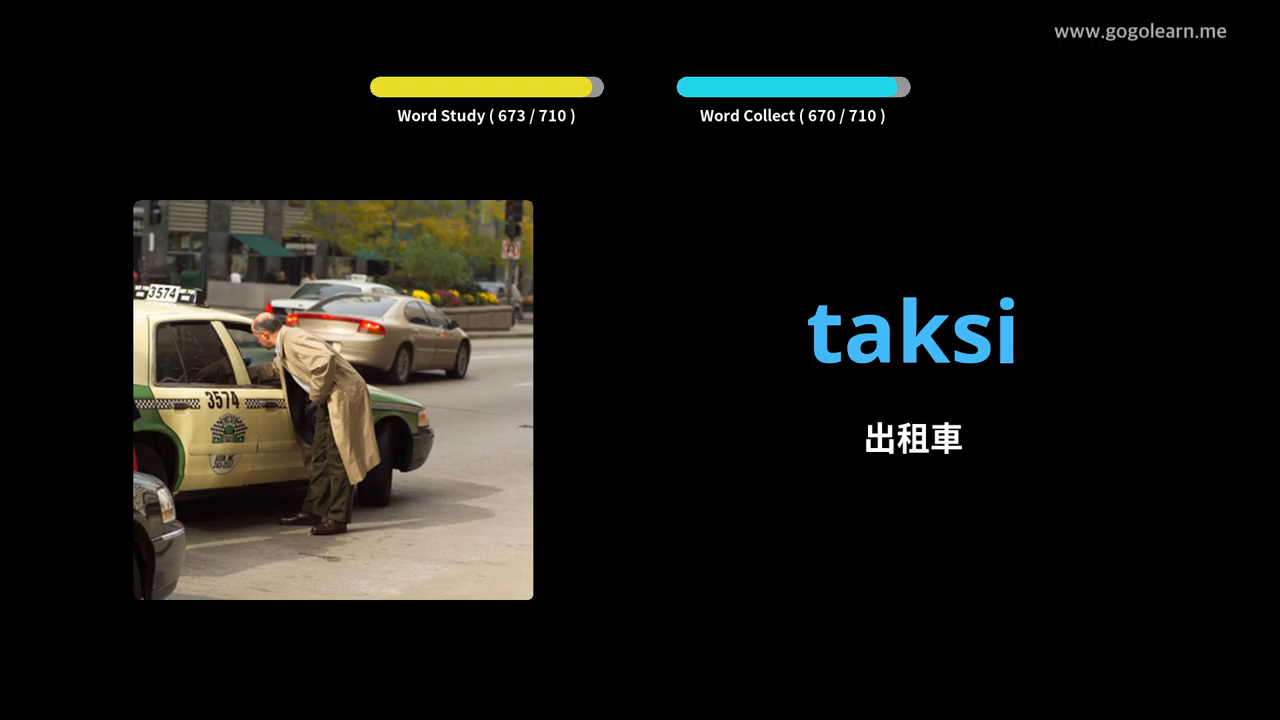 www.gogolearn.me
Word Study ( 673 / 710 )
Word Collect ( 670 / 710 )
3574
3574
taksi
出租車